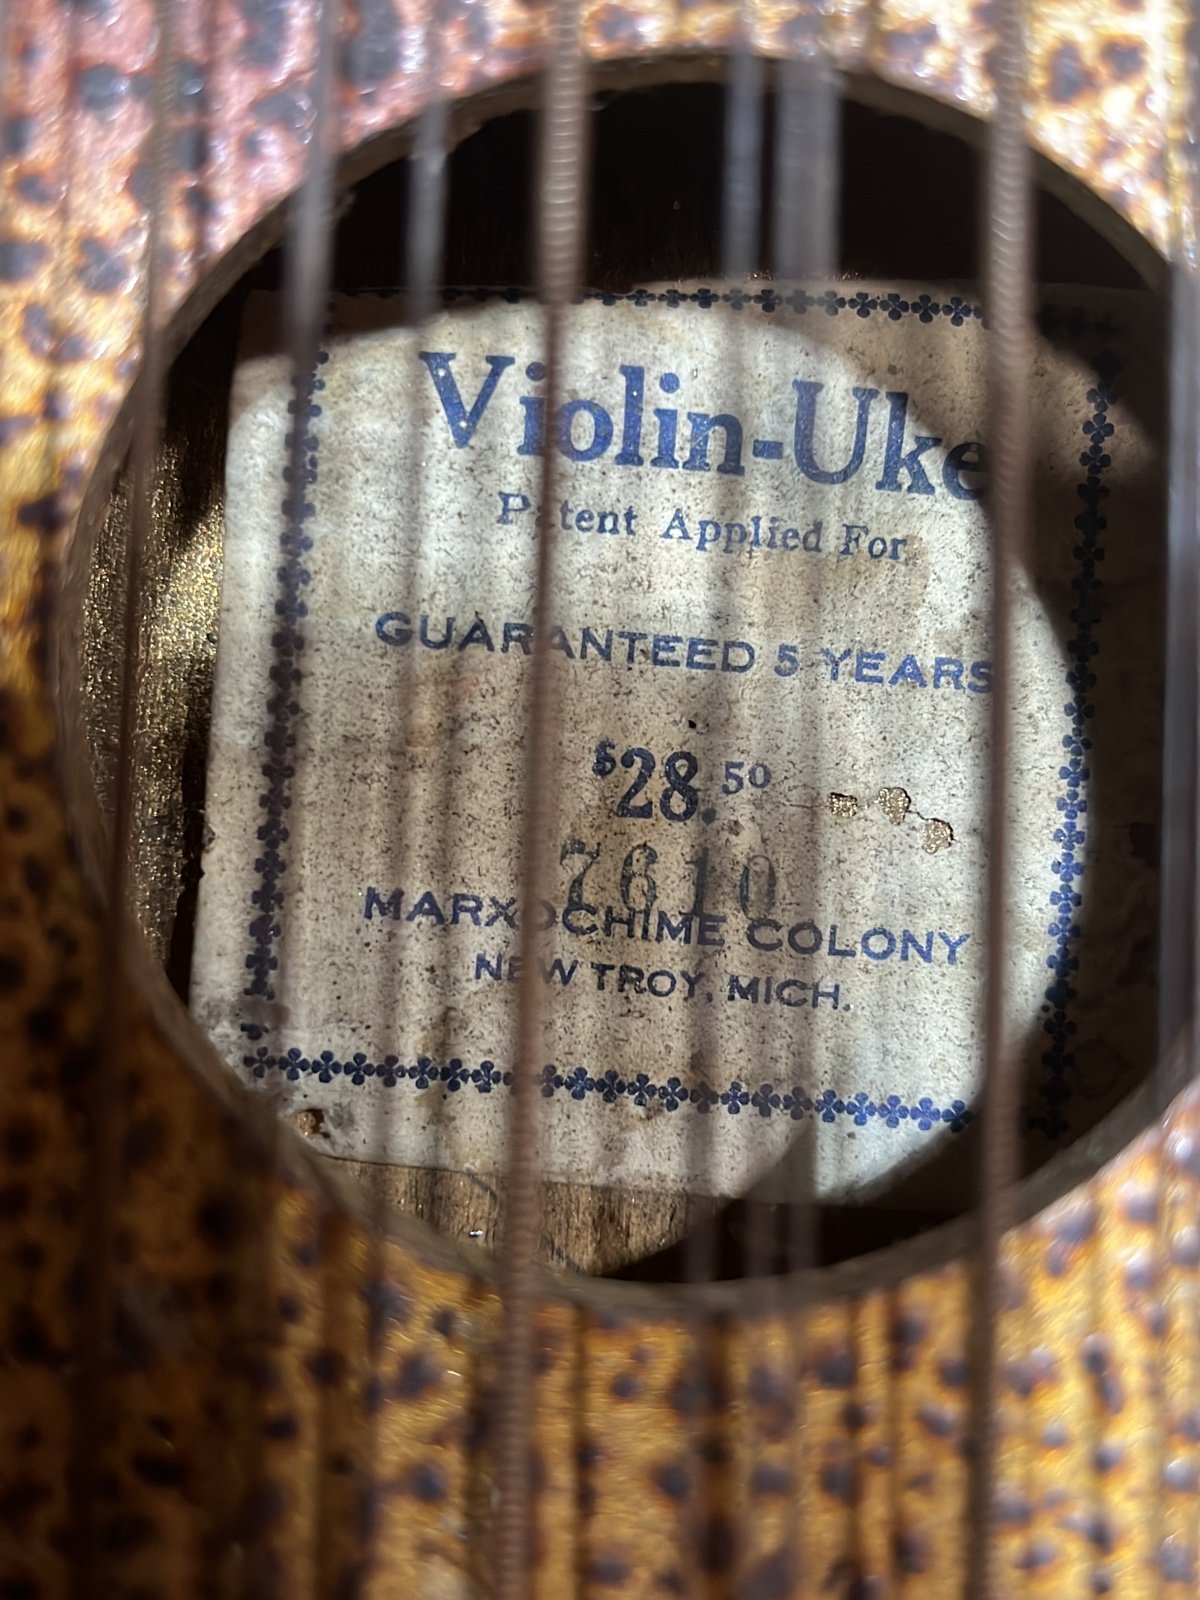 Violin-Uke
Patent Applied For
GUARANTEED 5 YEARS
$28.50
7610
MARXOCHIME COLONY
NEW TROY, MICH.